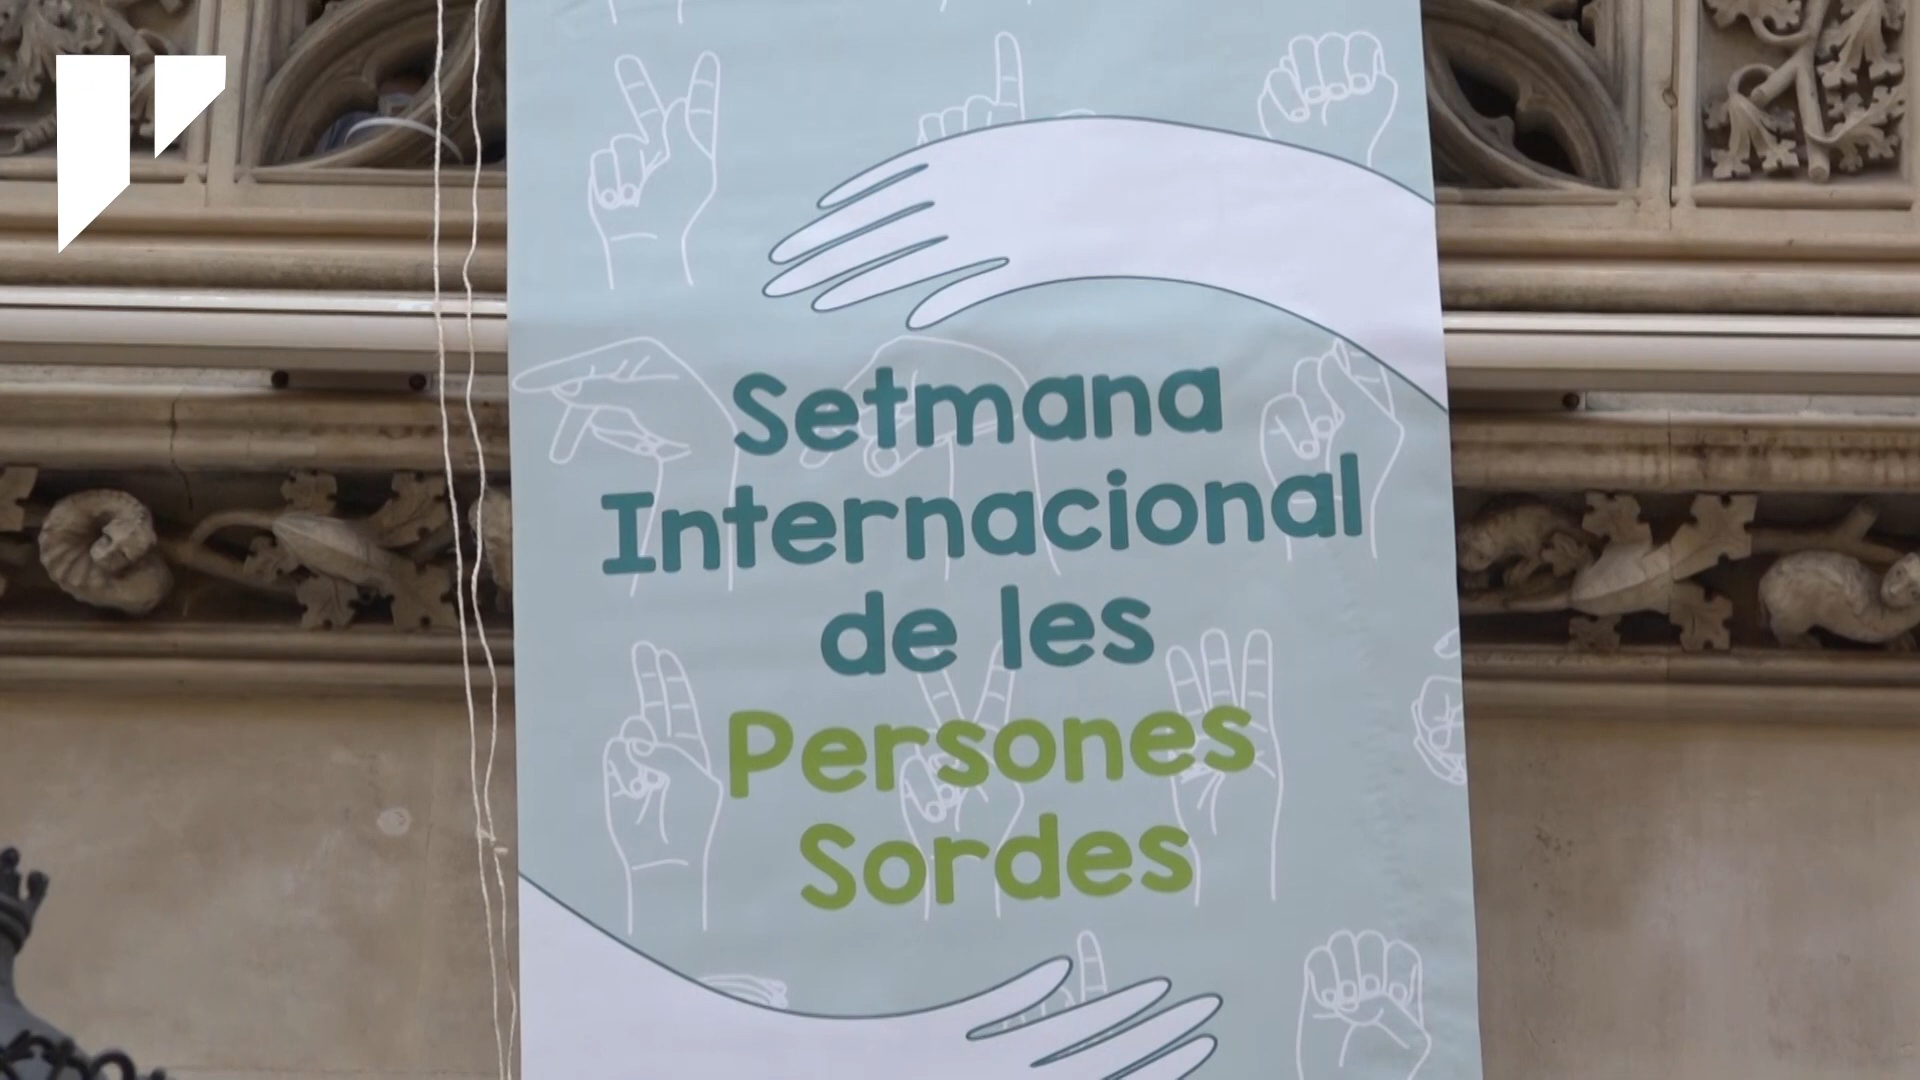 Setmana
Internacional
de les
Persones
Sordes